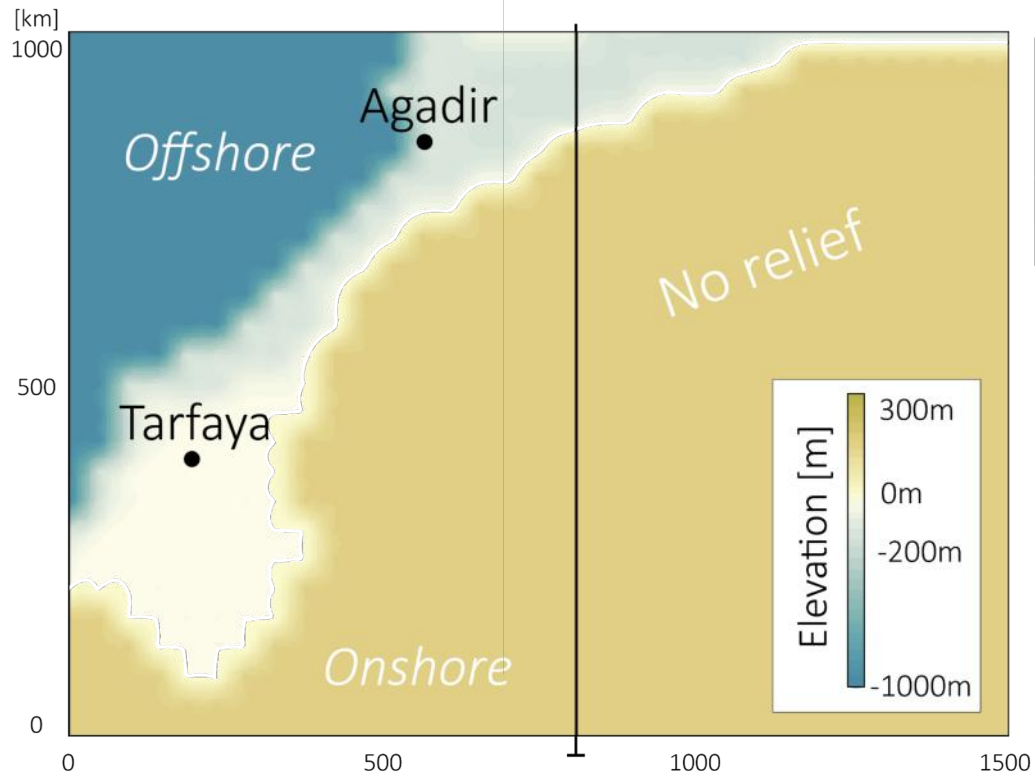 [km]
1000
Agadir
Offshore
No relief
500
Tarfaya
300m
0m
-200m
-1000m
Elevation [m]
Onshore
0
0 500 1000 1500